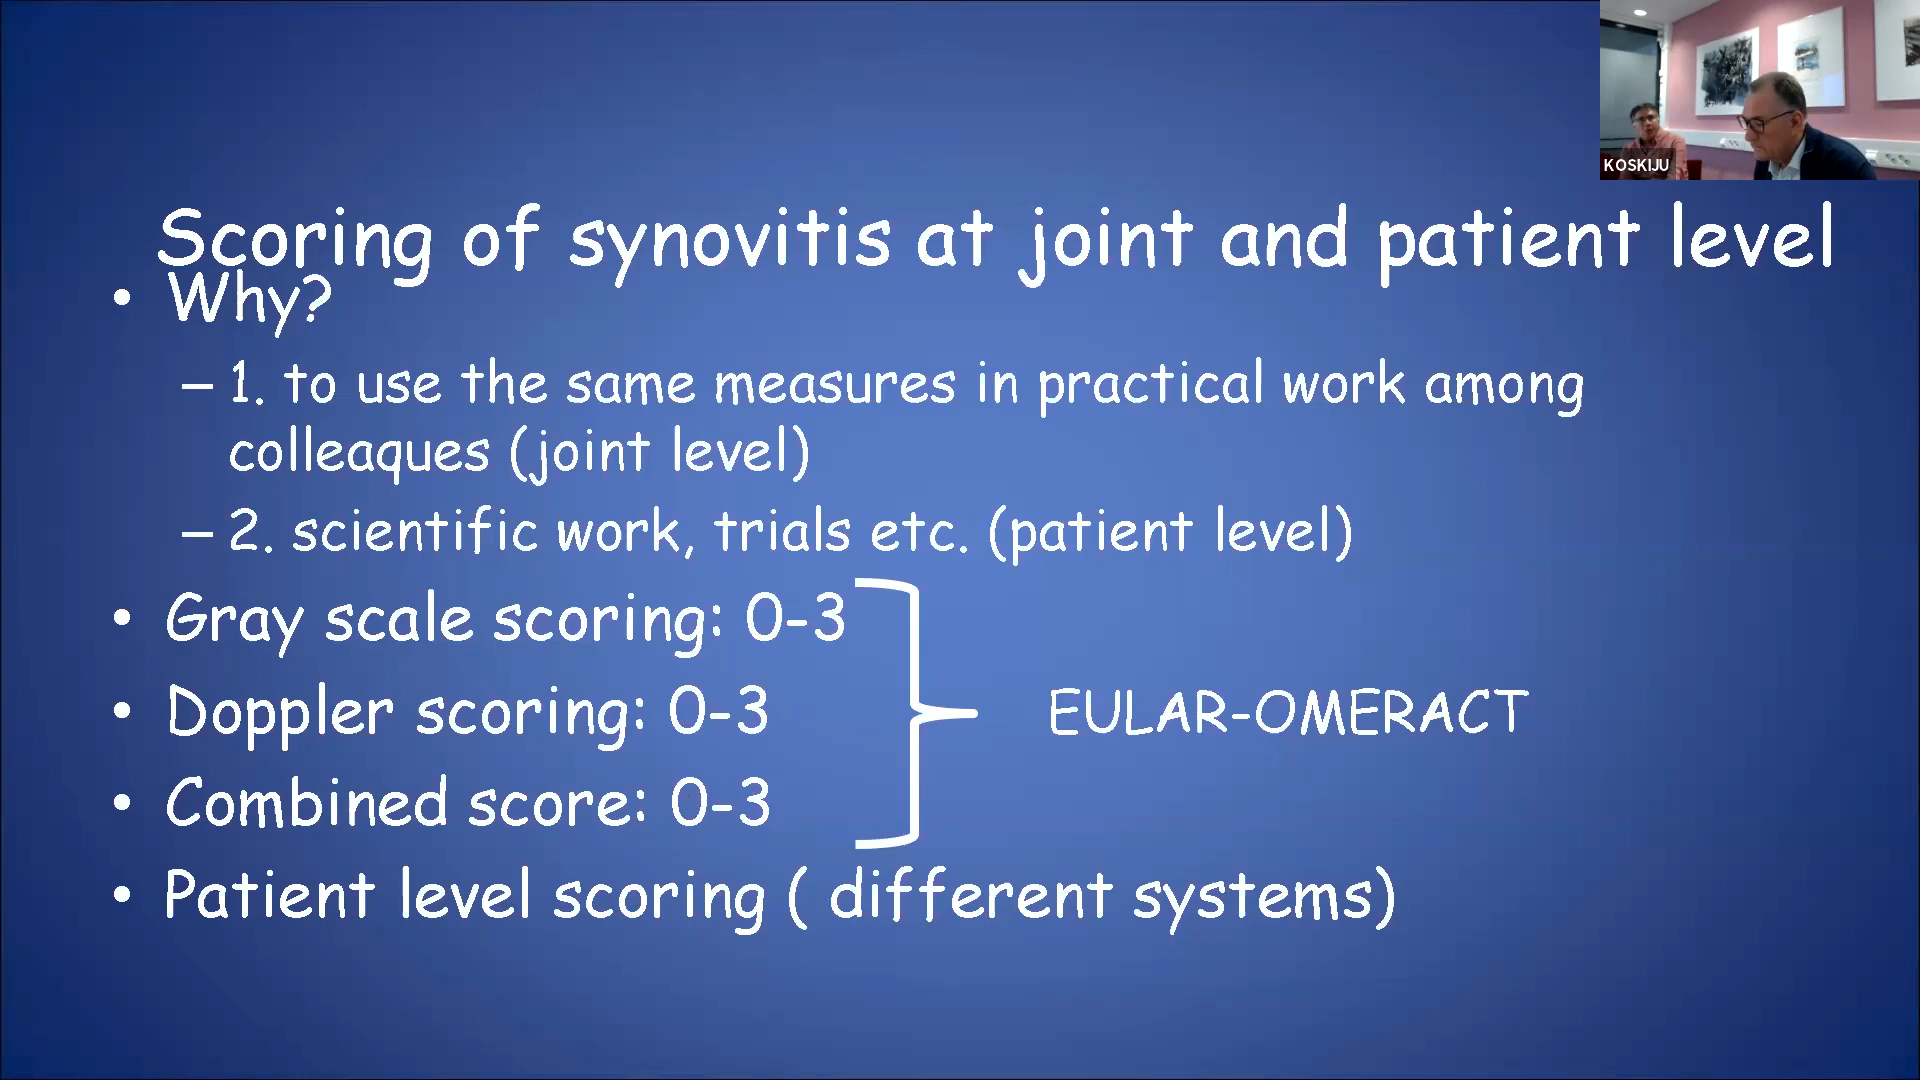 KOSKIJU
Scoring of synovitis at joint and patient level
• Why?
– 1. to use the same measures in practical work among
colleaques (joint level)
– 2. scientific work, trials etc. (patient level)
• Gray scale scoring: 0-3
• Doppler scoring: 0-3
EULAR-OMERACT
• Combined score: 0-3
• Patient level scoring ( different systems)